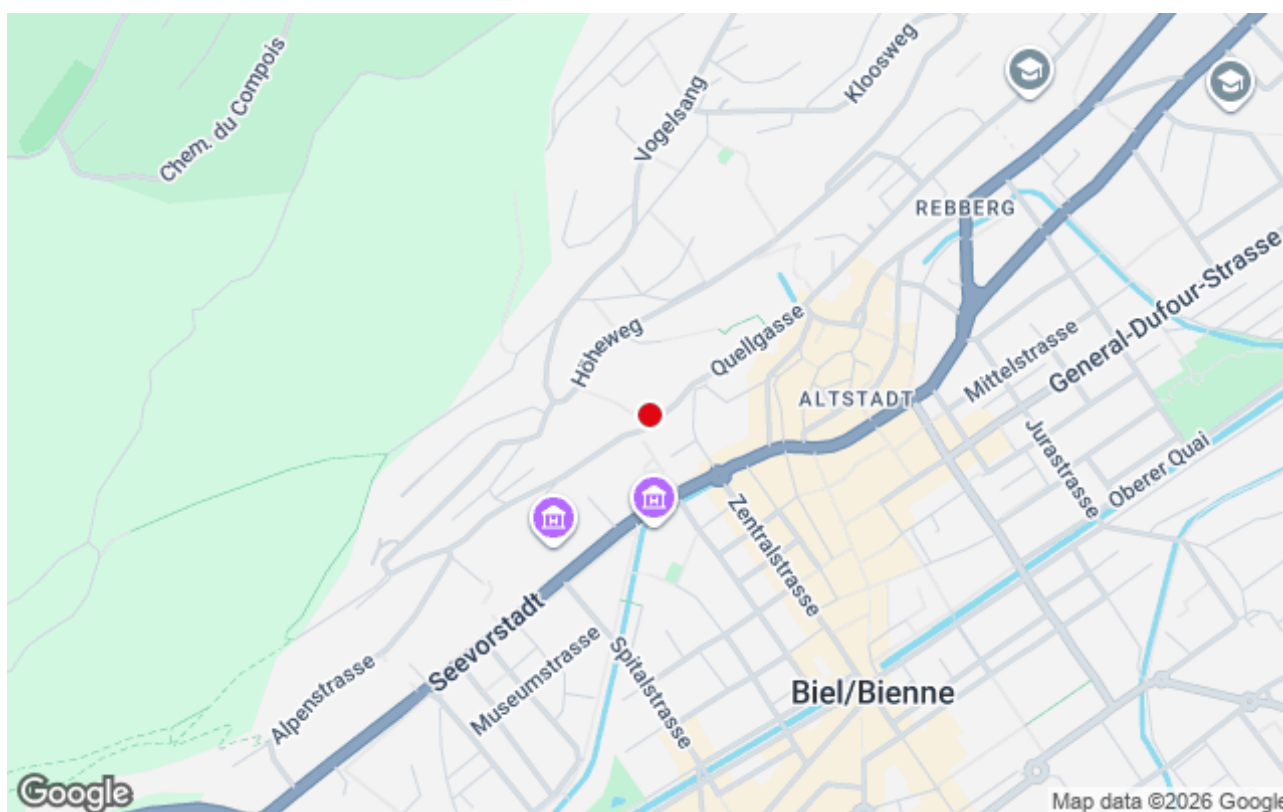 Chem. du Compois
Vogelsang
Kloosweg
REBBERG
General-Dufour-Strasse
Höheweg
Quellgasse
Mittelstrasse
ALTSTADT
Jurastrasse
Oberer Quai
Zentralstrasse
Seevorstadt
Museumstrasse
Spitalstrasse
Alpenstrasse
Biel/Bienne
Google
Map data ©2026 Google